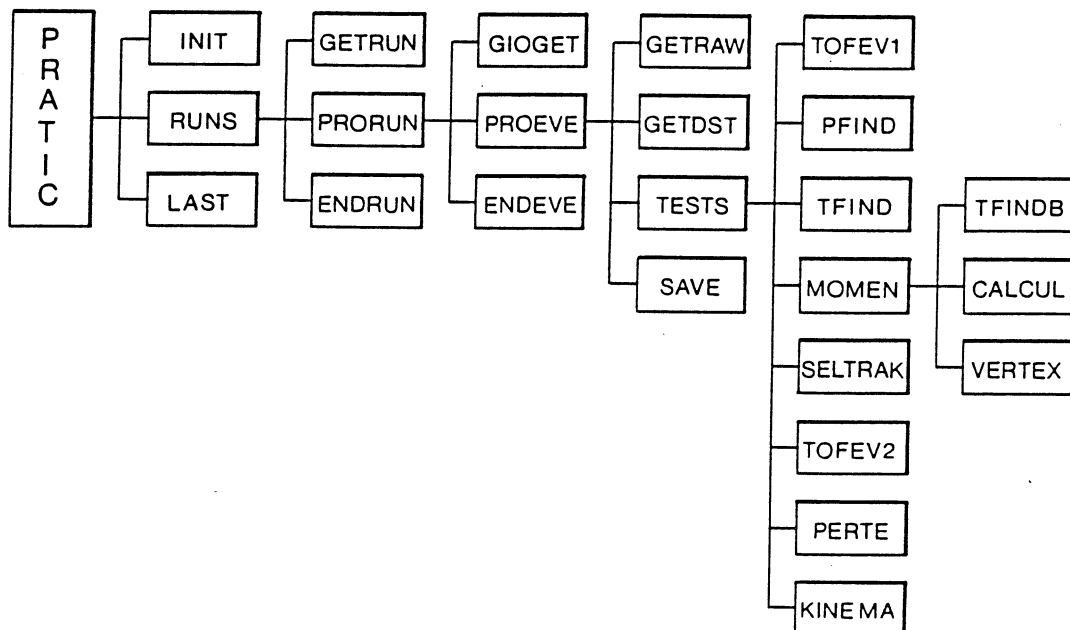 PRATIC
INIT
RUNS
LAST
GETRUN
PRORUN
ENDRUN
GIOGET
PROEVE
ENDEVE
GETRAW
GETDST
TESTS
SAVE
TOFEV1
PFIND
TFIND
MOMEN
SELTRAK
TOFEV2
PERTE
KINEMA
TFINDB
CALCUL
VERTEX